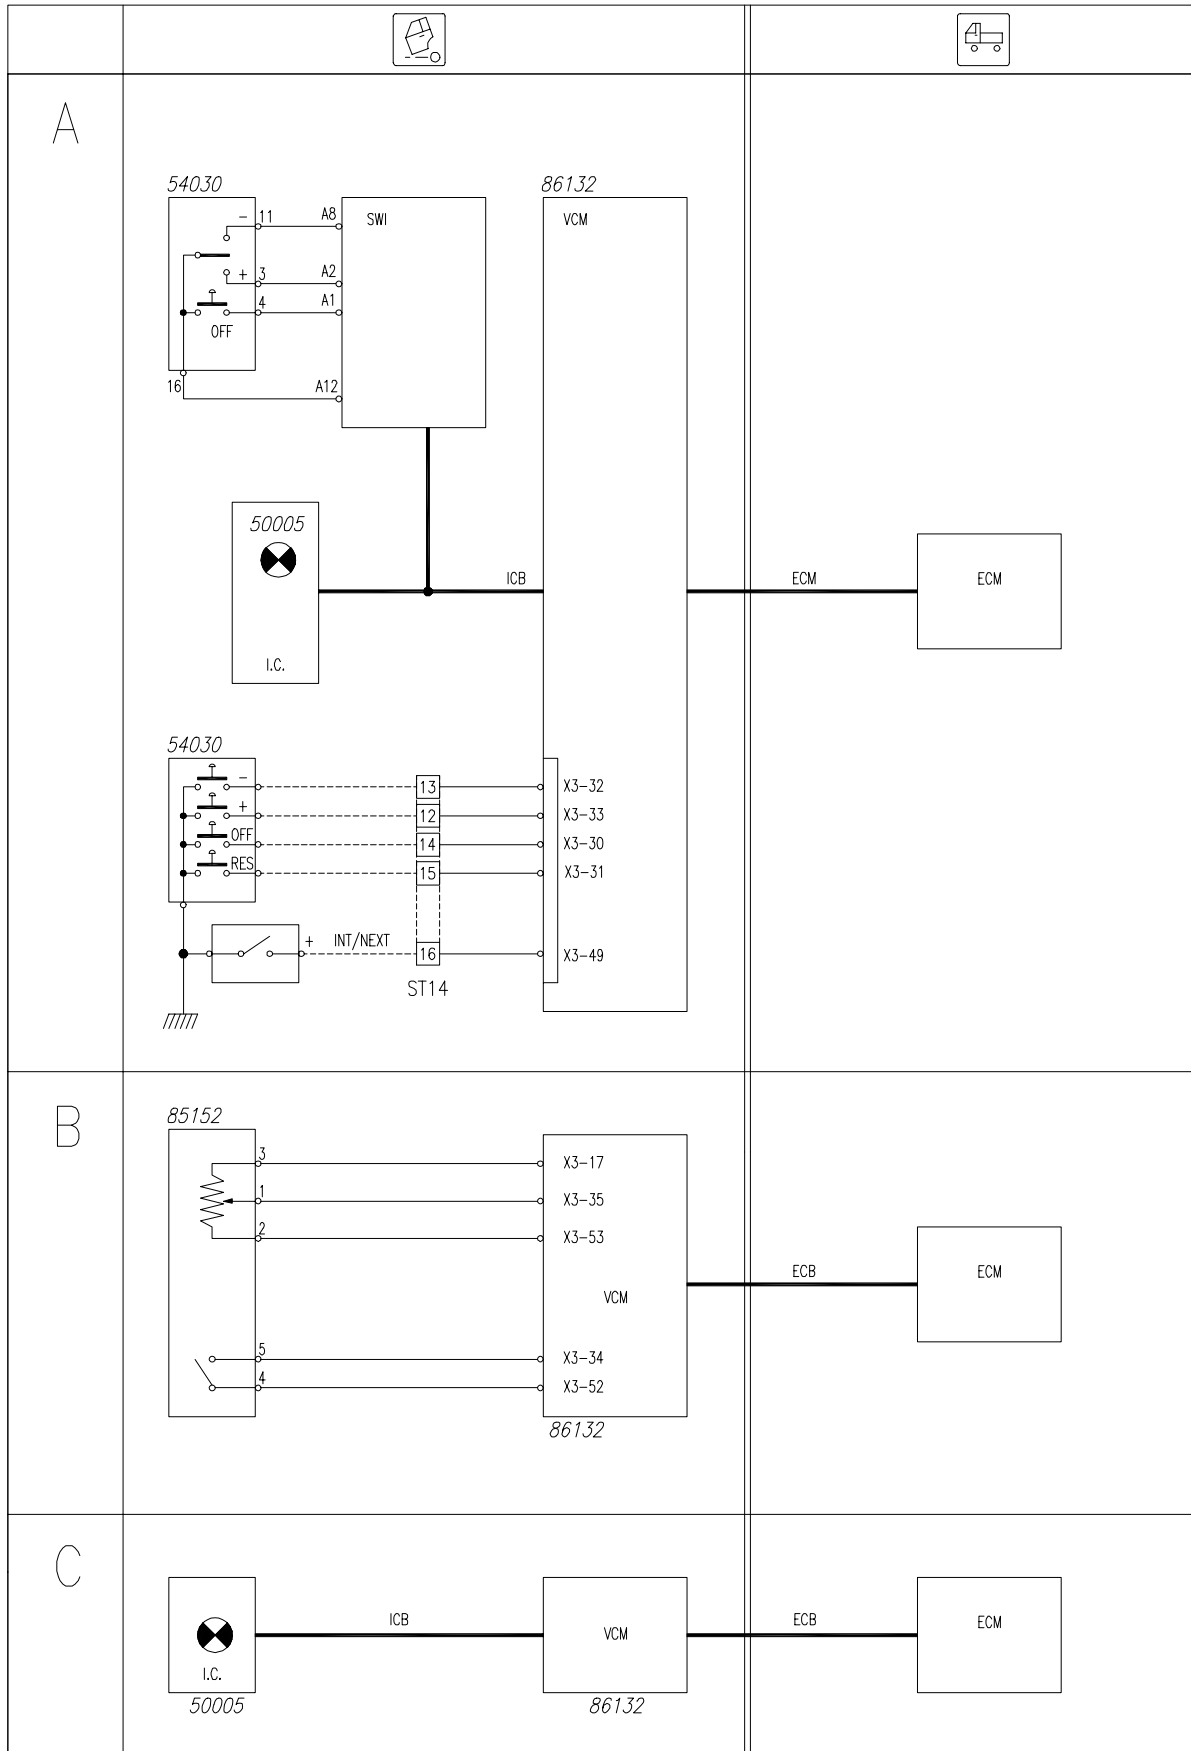 A
54030
86132
- 11 A8
SWI
VCM
+ 3 A2
4 A1
OFF
16 A12
50005
ICB
ECM
ECM
I.C.
54030
- 13 X3-32
+ 12 X3-33
OFF 14 X3-30
RES 15 X3-31
+ INT/NEXT 16 X3-49
ST14
B
85152
3 X3-17
1 X3-35
2 X3-53
ECB
ECM
VCM
5 X3-34
4 X3-52
86132
C
ICB
VCM
ECB
ECM
I.C.
50005
86132